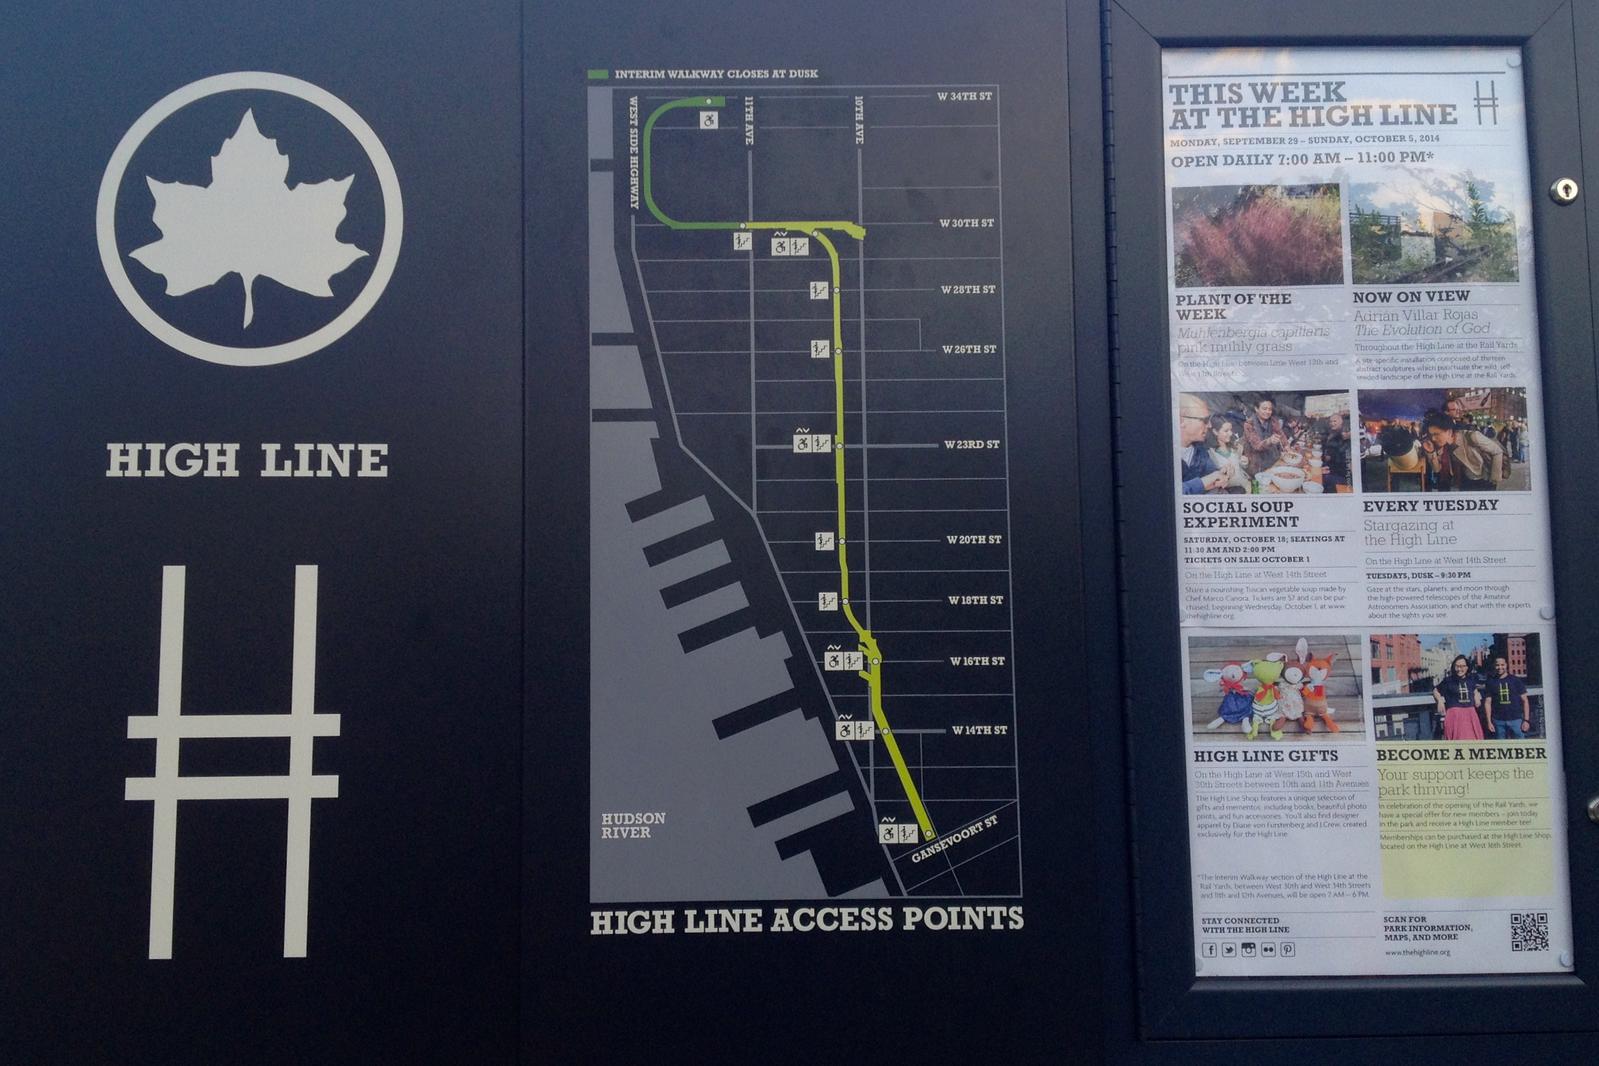 HIGH LINE
INTERIM WALKWAY CLOSES AT DUSK
WEST SIDE HIGHWAY
11TH AVE
10TH AVE
W 34TH ST
W 30TH ST
W 28TH ST
W 26TH ST
W 23RD ST
W 20TH ST
W 18TH ST
W 16TH ST
W 14TH ST
GANSEVOORT ST
HUDSON
RIVER
HIGH LINE ACCESS POINTS
THIS WEEK
AT THE HIGH LINE
MONDAY, SEPTEMBER 29 – SUNDAY, OCTOBER 5, 2014
OPEN DAILY 7:00 AM – 11:00 PM*
PLANT OF THE
WEEK
Muhlenbergia capillaris
pink muhly grass
On the High Line between Little West 12th and
West 13th Streets
NOW ON VIEW
Adrián Villar Rojas
The Evolution of God
Throughout the High Line at the Rail Yards
A site-specific installation composed of thirteen
abstract sculptures which punctuate the wild, self-
seeded landscape of the High Line at the Rail Yards.
SOCIAL SOUP
EXPERIMENT
SATURDAY, OCTOBER 18; SEATINGS AT
11:30 AM AND 2:00 PM
TICKETS ON SALE OCTOBER 1
On the High Line at West 14th Street
Share a nourishing Tuscan vegetable soup made by
Chef Marco Canora. Tickets are $7 and can be pur-
chased, beginning Wednesday, October 1, at www.
thehighline.org.
EVERY TUESDAY
Stargazing at
the High Line
On the High Line at West 14th Street
TUESDAYS, DUSK – 9:30 PM
Gaze at the stars, planets, and moon through
the high-powered telescopes of the Amateur
Astronomers Association, and chat with the experts
about the sights you see.
HIGH LINE GIFTS
On the High Line at West 15th and West
30th Streets between 10th and 11th Avenues
The High Line Shop features a unique selection of
gifts and mementos, including books, beautiful photo
prints, and fun accessories. You'll also find designer
apparel by Diane von Furstenberg and J.Crew, created
exclusively for the High Line.
BECOME A MEMBER
Your support keeps the
park thriving!
In celebration of the opening of the Rail Yards, we
have a special offer for new members – join today
in the park and receive a High Line member tee!
Memberships can be purchased at the High Line Shop,
located on the High Line at West 16th Street.
*The Interim Walkway section of the High Line at the
Rail Yards, between West 30th and West 34th Streets
and 11th and 12th Avenues, will be open 7 AM – 6 PM.
STAY CONNECTED
WITH THE HIGH LINE
SCAN FOR
PARK INFORMATION,
MAPS, AND MORE
www.thehighline.org